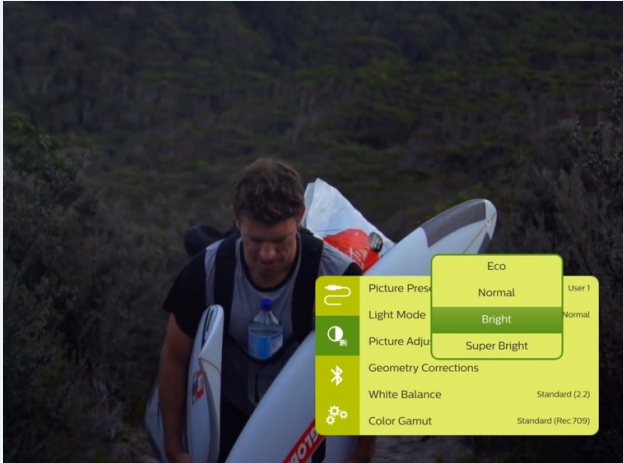 Eco
Normal
Bright
Super Bright
Picture Prese
User 1
Light Mode
Normal
Picture Adjus
Geometry Corrections
White Balance
Standard (2.2)
Color Gamut
Standard (Rec.709)